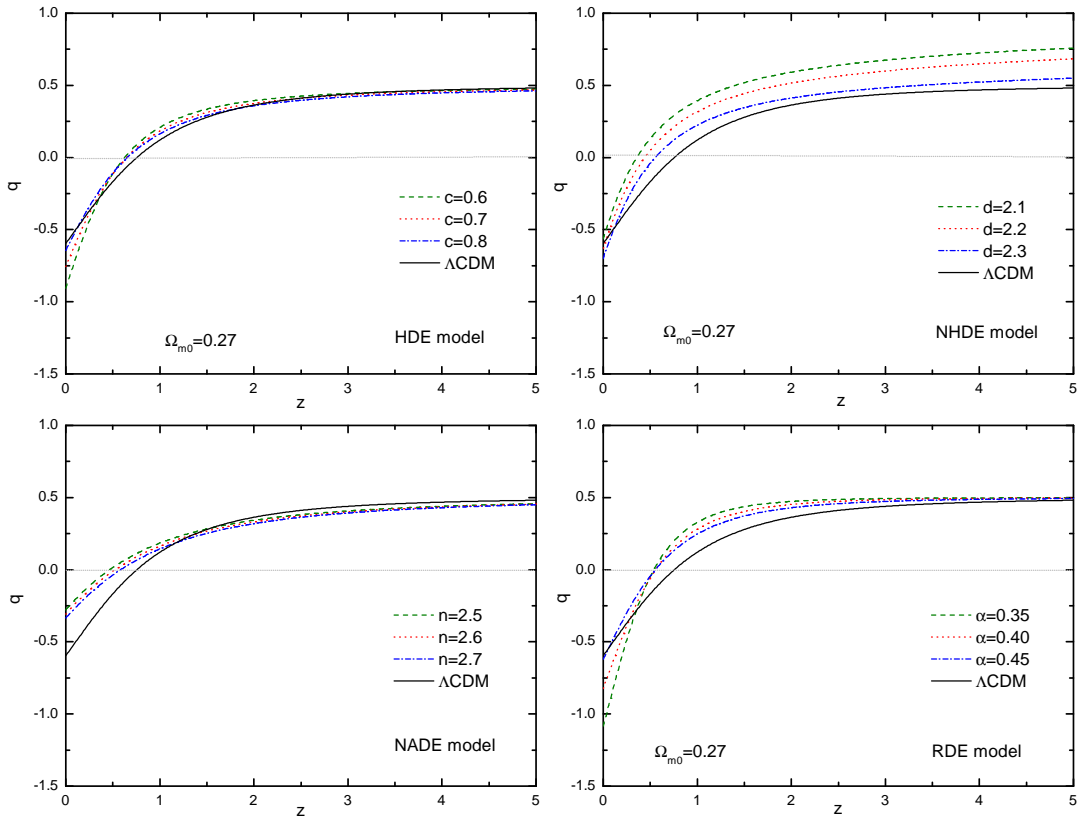 1.0
0.5
0.0
-0.5
-1.0
-1.5
q
c=0.6
c=0.7
c=0.8
ΛCDM
Ωm0=0.27
HDE model
0 1 2 3 4 5
z
1.0
0.5
0.0
-0.5
-1.0
-1.5
q
d=2.1
d=2.2
d=2.3
ΛCDM
Ωm0=0.27
NHDE model
0 1 2 3 4 5
z
1.0
0.5
0.0
-0.5
-1.0
-1.5
q
n=2.5
n=2.6
n=2.7
ΛCDM
NADE model
0 1 2 3 4 5
z
1.0
0.5
0.0
-0.5
-1.0
-1.5
q
α=0.35
α=0.40
α=0.45
ΛCDM
Ωm0=0.27
RDE model
0 1 2 3 4 5
z